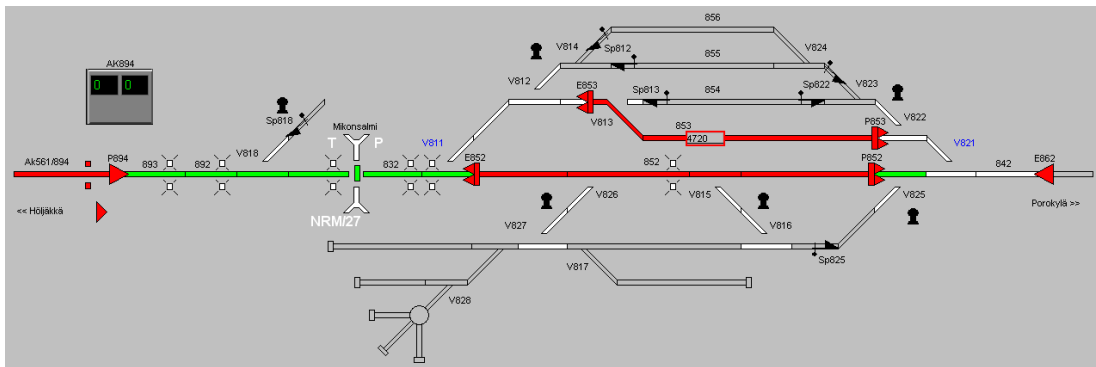 856
V814
Sp812
V824
855
AK894
0 0
V812
Sp822
V823
E853
Sp813
854
Sp818
Mikonsalmi
V813
853
4720
P853
V822
T P
V811
V821
Ak561/894
P894
893
892
V818
832
E852
852
P852
842
E862
V826
V815
V825
<< Höljäkkä
NRM/27
Porokylä >>
V827
V816
Sp825
V817
V828